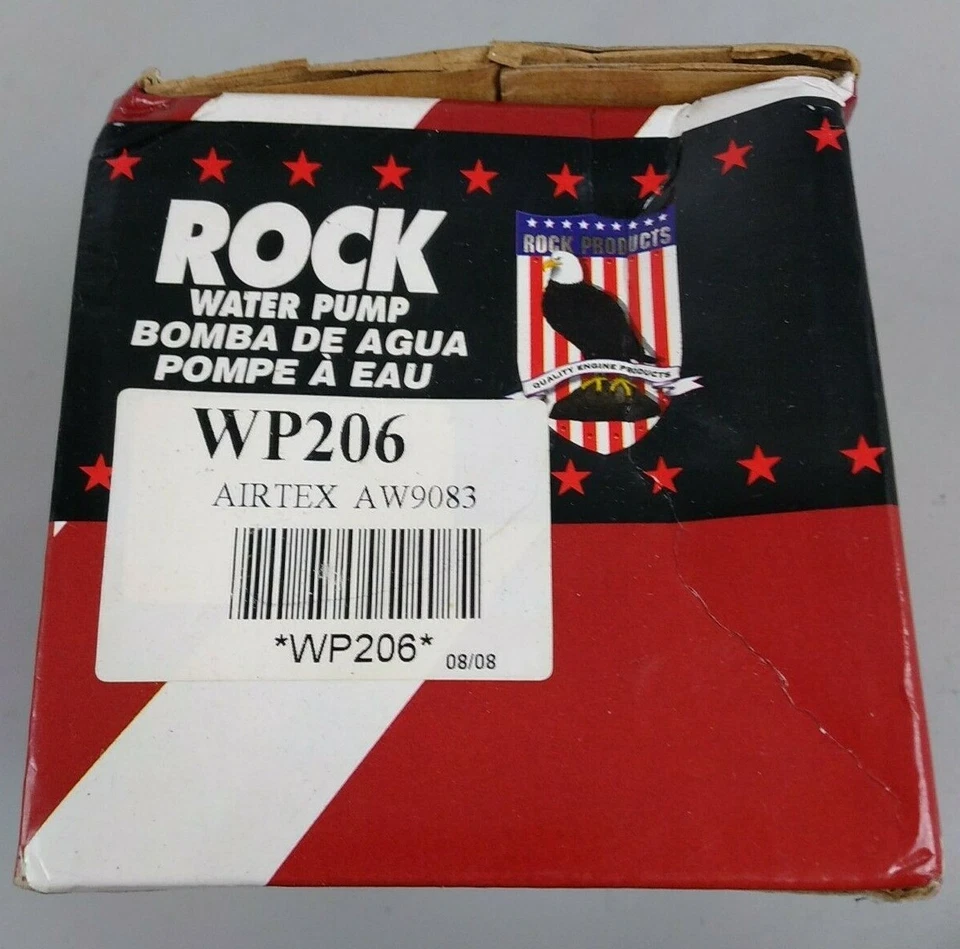 ROCK
WATER PUMP
BOMBA DE AGUA
POMPE À EAU
ROCK PRODUCTS
QUALITY ENGINE PRODUCTS
WP206
AIRTEX AW9083
*WP206*
08/08